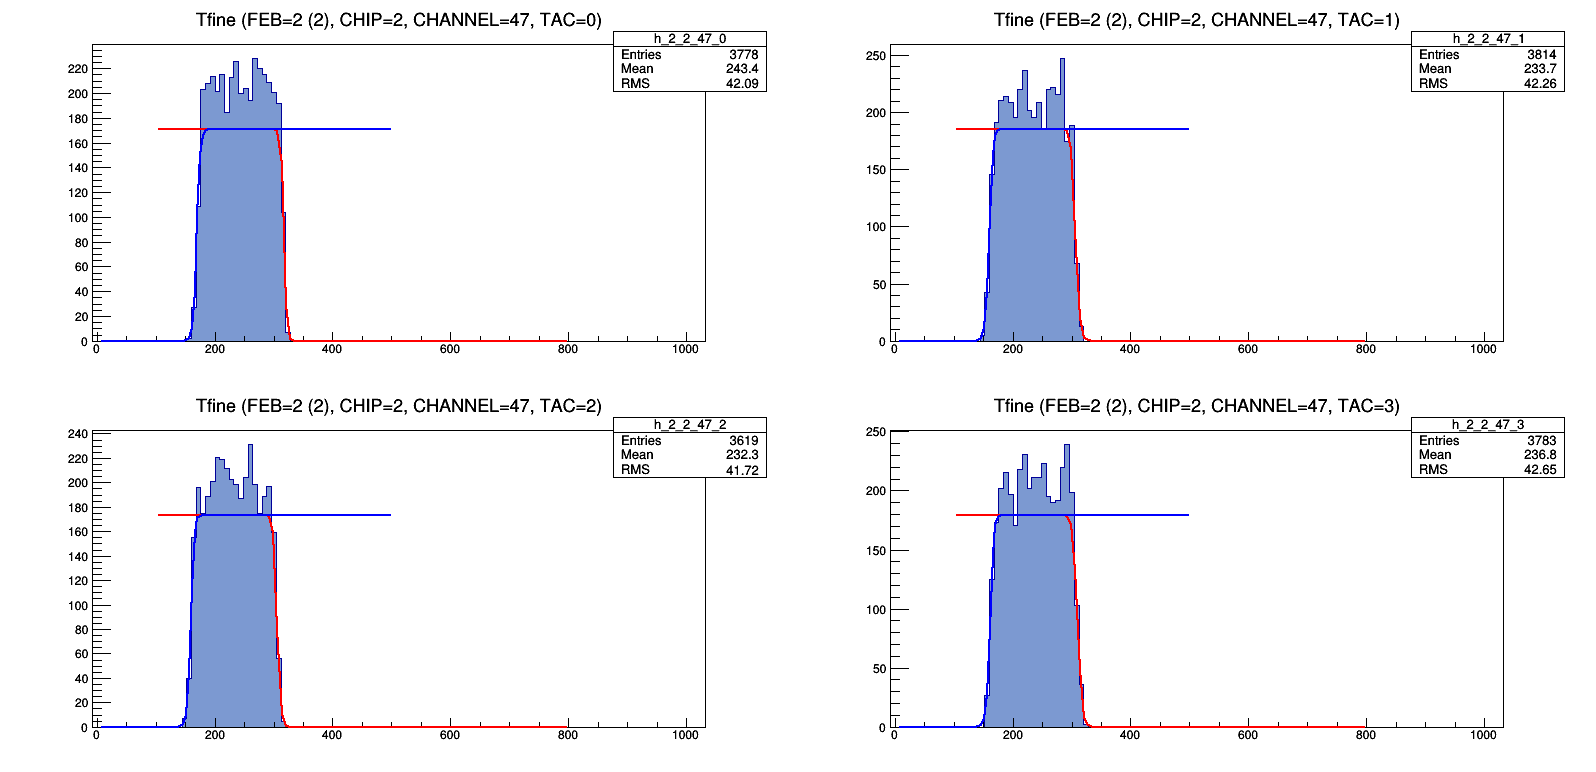 Tfine (FEB=2 (2), CHIP=2, CHANNEL=47, TAC=0)
h_2_2_47_0
Entries 3778
Mean 243.4
RMS 42.09
220
200
180
160
140
120
100
80
60
40
20
0
0 200 400 600 800 1000
Tfine (FEB=2 (2), CHIP=2, CHANNEL=47, TAC=1)
h_2_2_47_1
Entries 3814
Mean 233.7
RMS 42.26
250
200
150
100
50
0
0 200 400 600 800 1000
Tfine (FEB=2 (2), CHIP=2, CHANNEL=47, TAC=2)
h_2_2_47_2
Entries 3619
Mean 232.3
RMS 41.72
240
220
200
180
160
140
120
100
80
60
40
20
0
0 200 400 600 800 1000
Tfine (FEB=2 (2), CHIP=2, CHANNEL=47, TAC=3)
h_2_2_47_3
Entries 3783
Mean 236.8
RMS 42.65
250
200
150
100
50
0
0 200 400 600 800 1000